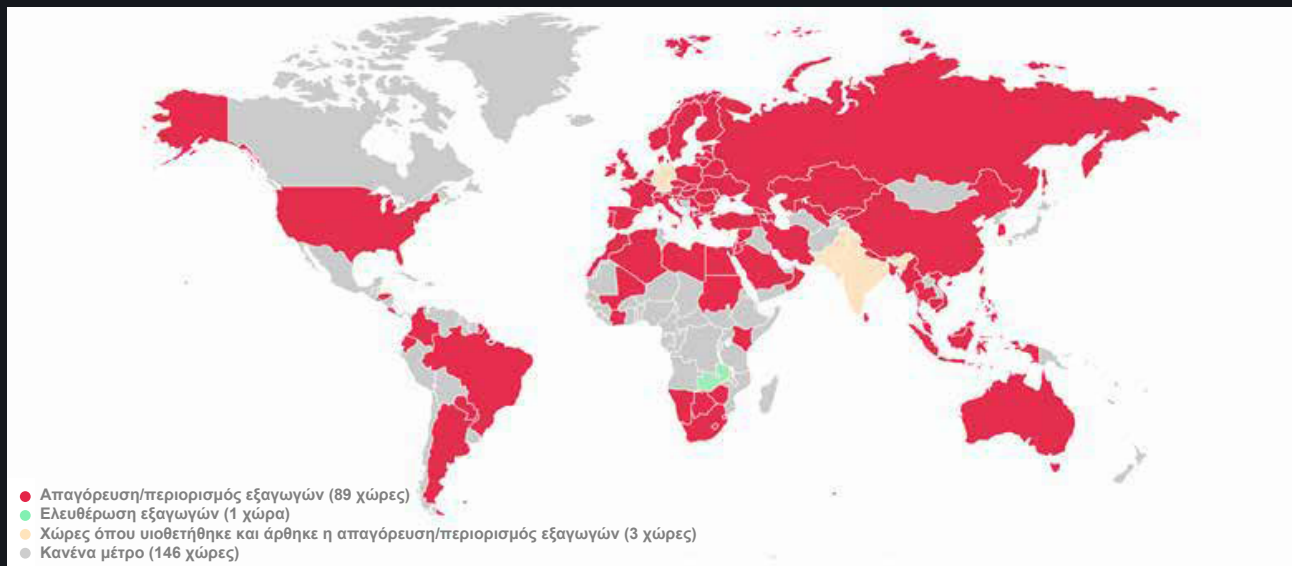 Απαγόρευση/περιορισμός εξαγωγών (89 χώρες)
Ελευθέρωση εξαγωγών (1 χώρα)
Χώρες όπου υιοθετήθηκε και άρθηκε η απαγόρευση/περιορισμός εξαγωγών (3 χώρες)
Κανένα μέτρο (146 χώρες)